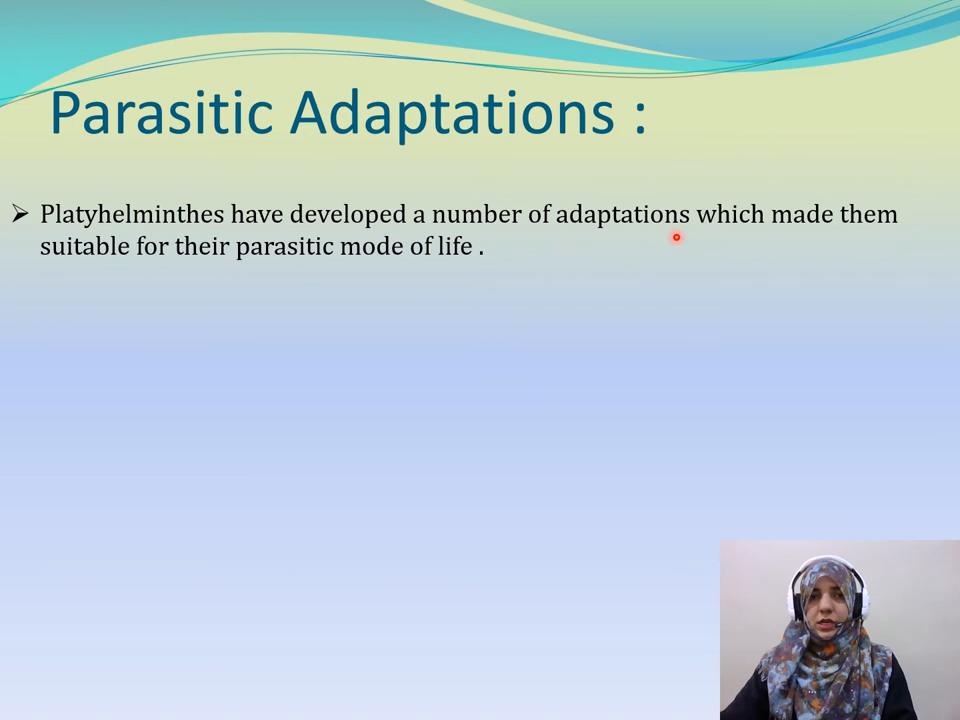 Parasitic Adaptations :
➢ Platyhelminthes have developed a number of adaptations which made them
suitable for their parasitic mode of life .